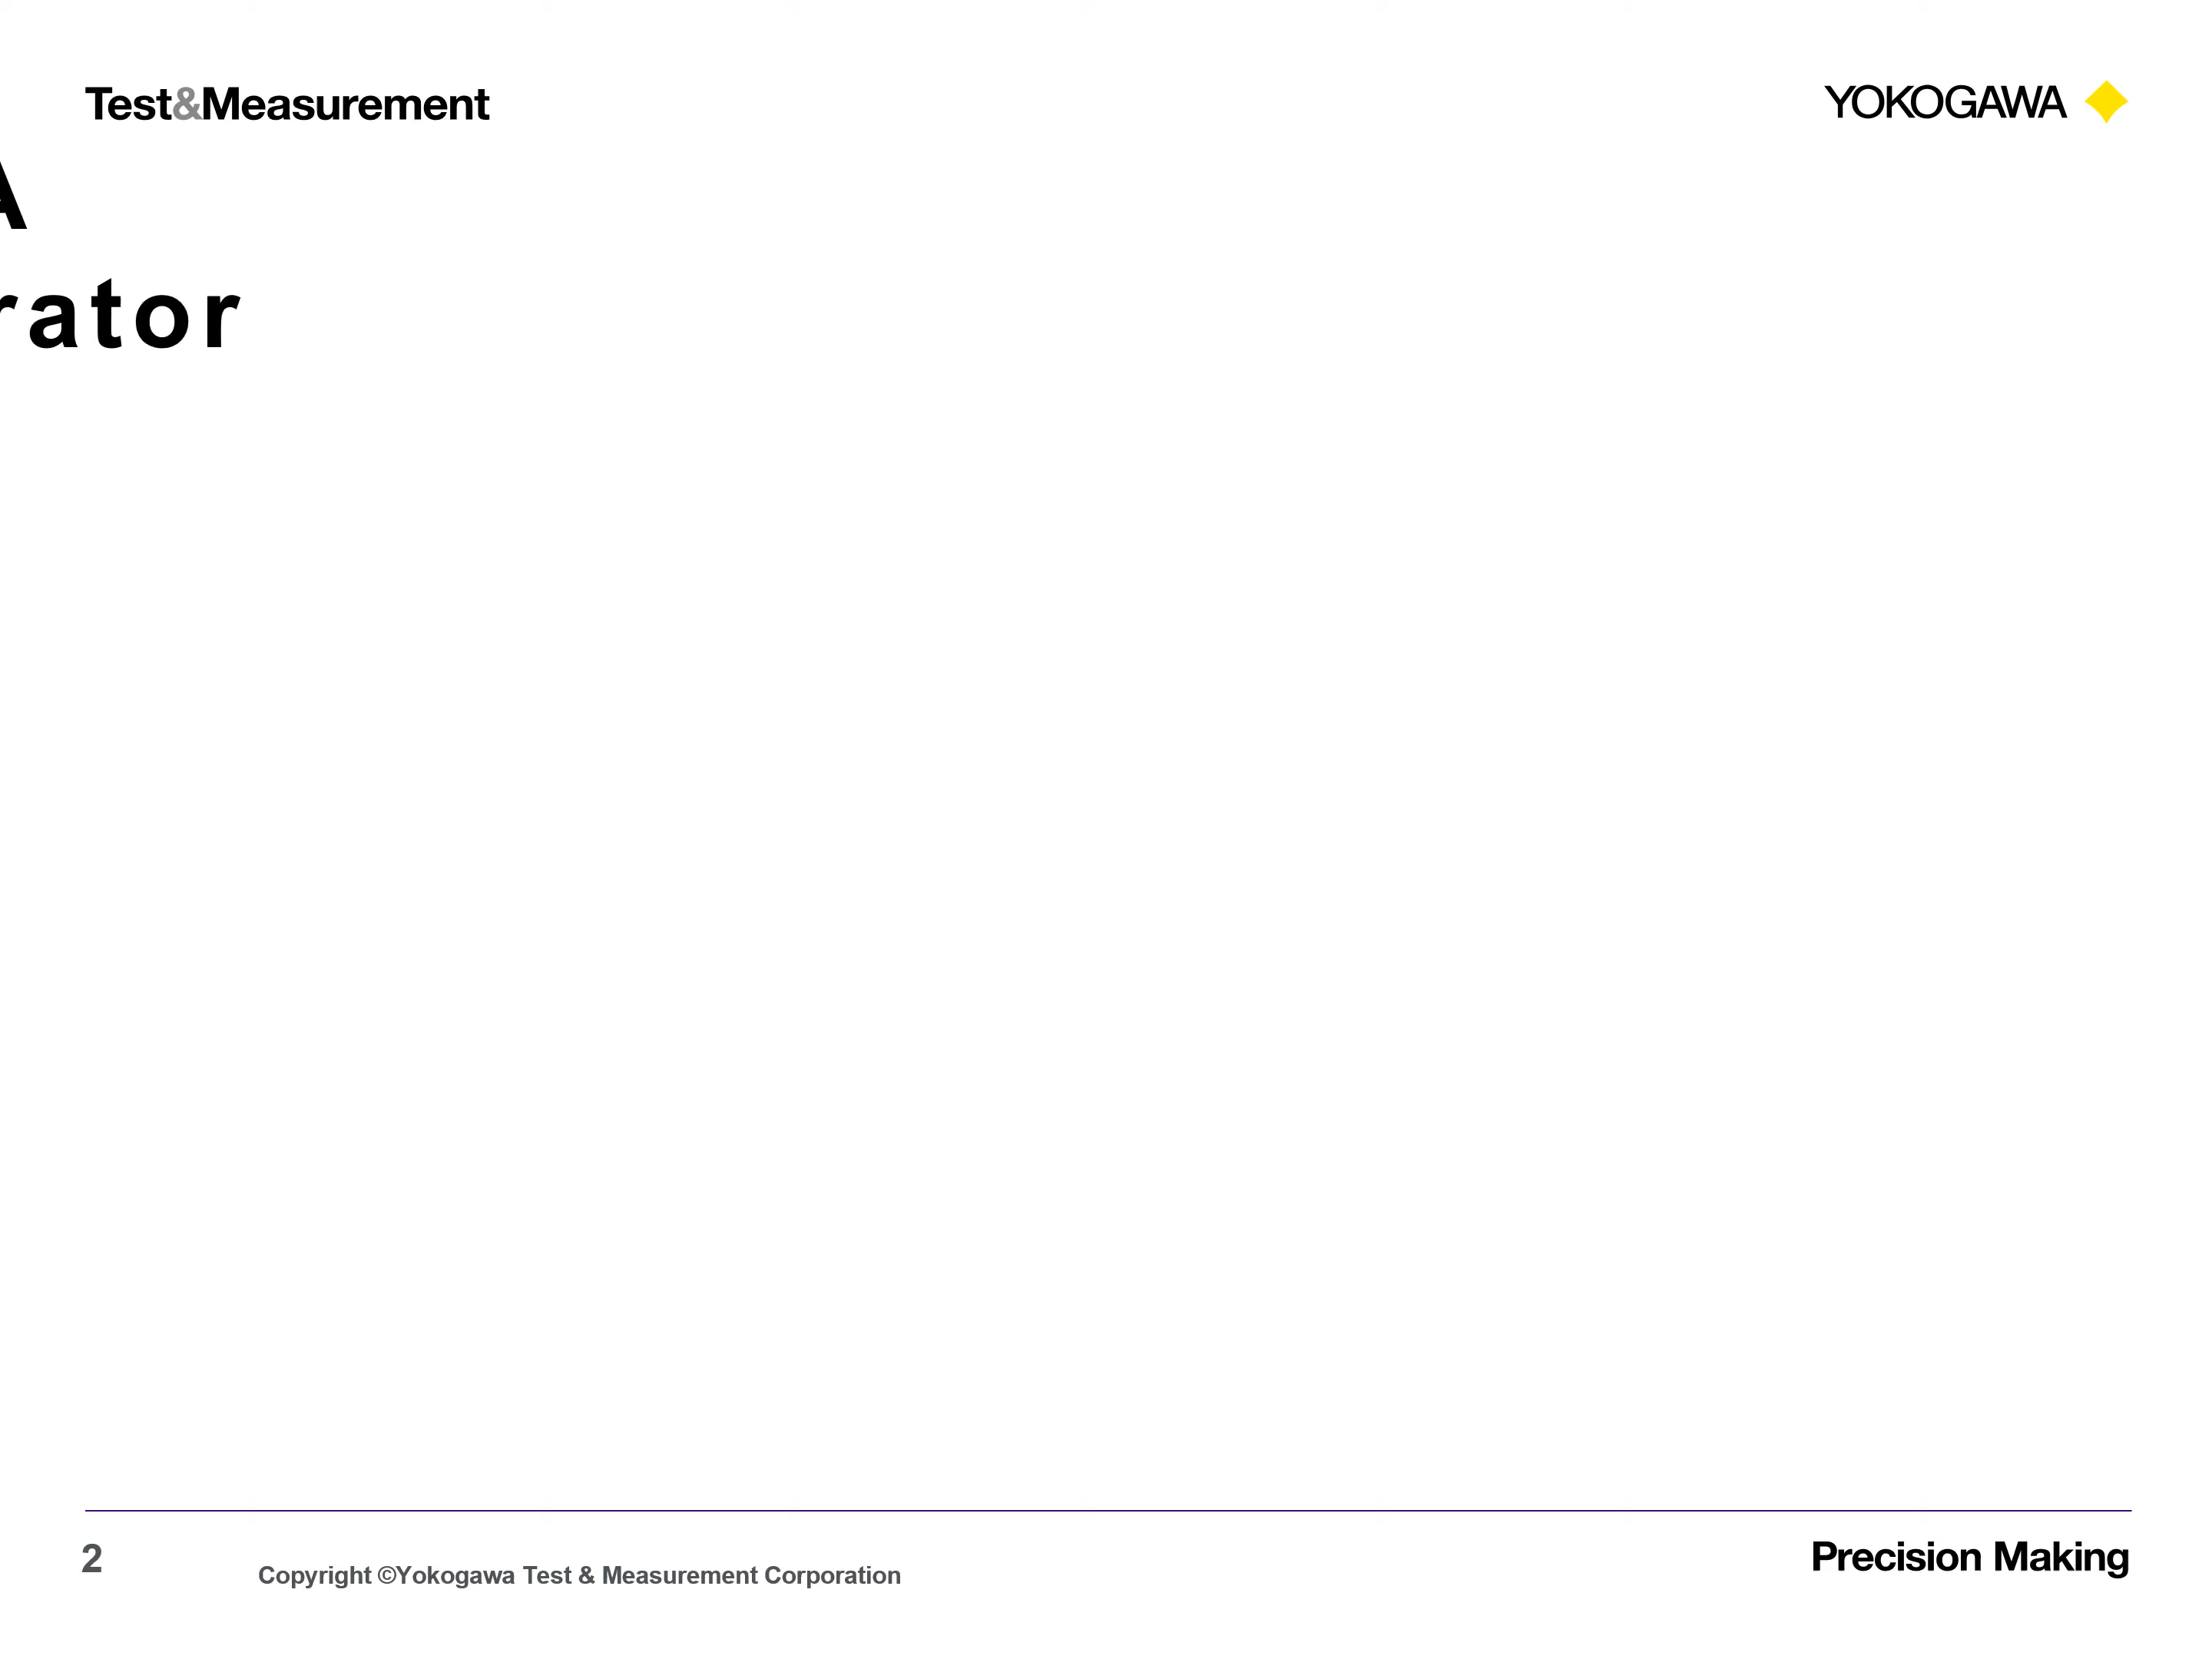 Test&Measurement
YOKOGAWA
A
rator
2
Copyright ©Yokogawa Test & Measurement Corporation
Precision Making